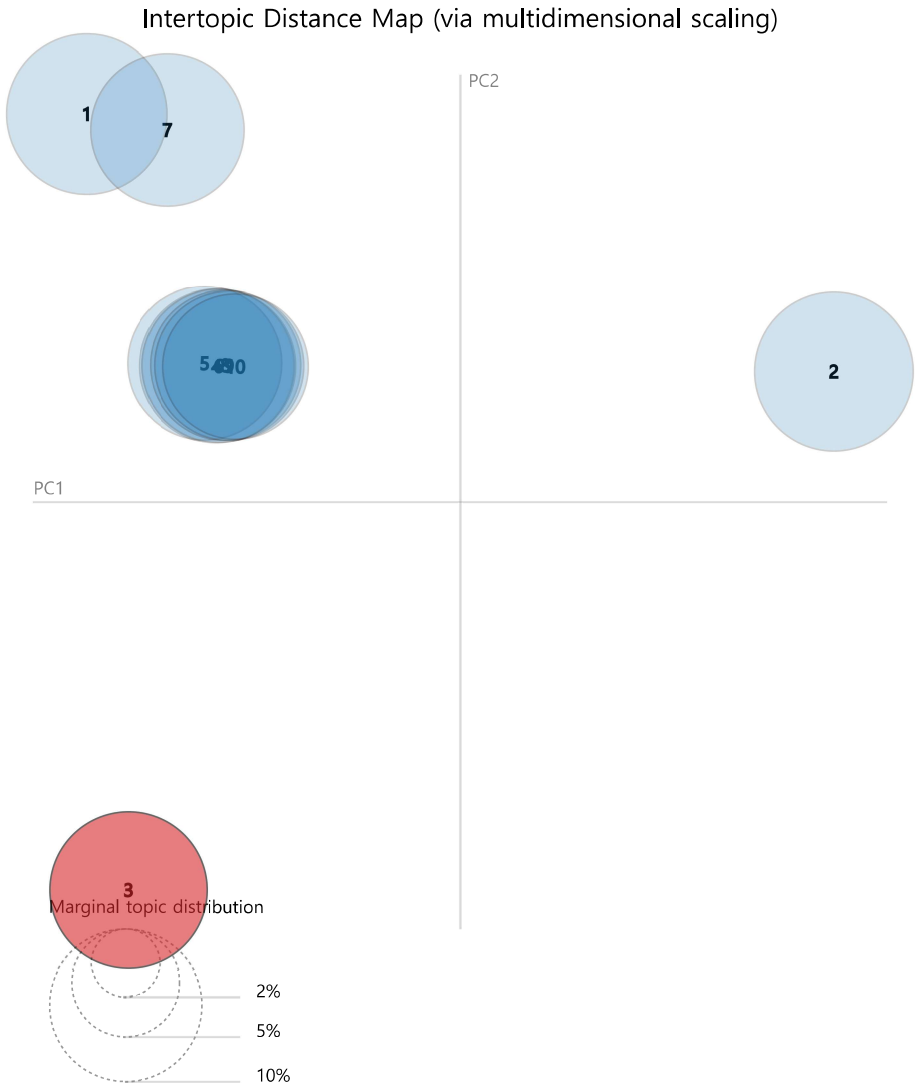 Intertopic Distance Map (via multidimensional scaling)
PC2
1
7
5
2
PC1
3
Marginal topic distribution
2%
5%
10%